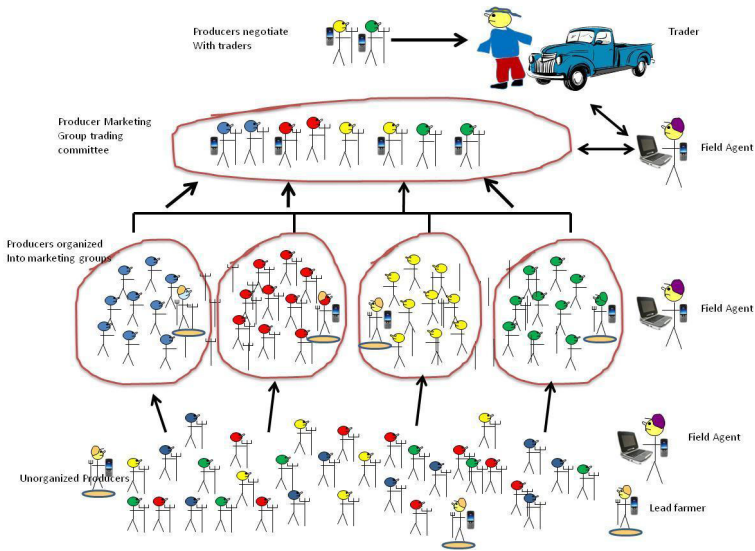 Producers negotiate
With traders
Trader
Producer Marketing
Group trading
committee
Field Agent
Producers organized
Into marketing groups
Field Agent
Field Agent
Unorganized Producers
Lead farmer